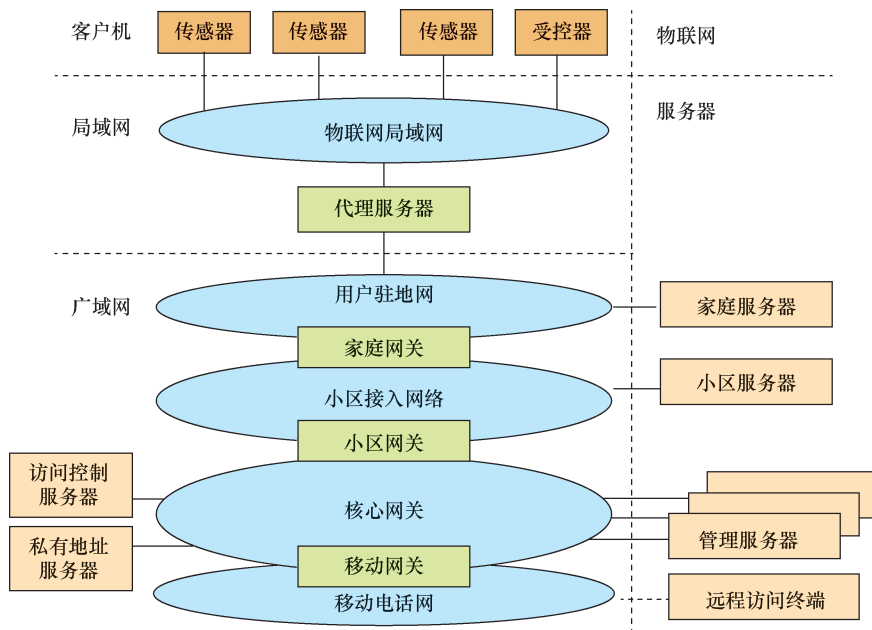 客户机
传感器
传感器
传感器
受控器
物联网
局域网
物联网局域网
服务器
代理服务器
广域网
用户驻地网
家庭服务器
家庭网关
小区接入网络
小区服务器
小区网关
访问控制
服务器
核心网关
管理服务器
私有地址
服务器
移动网关
移动电话网
远程访问终端